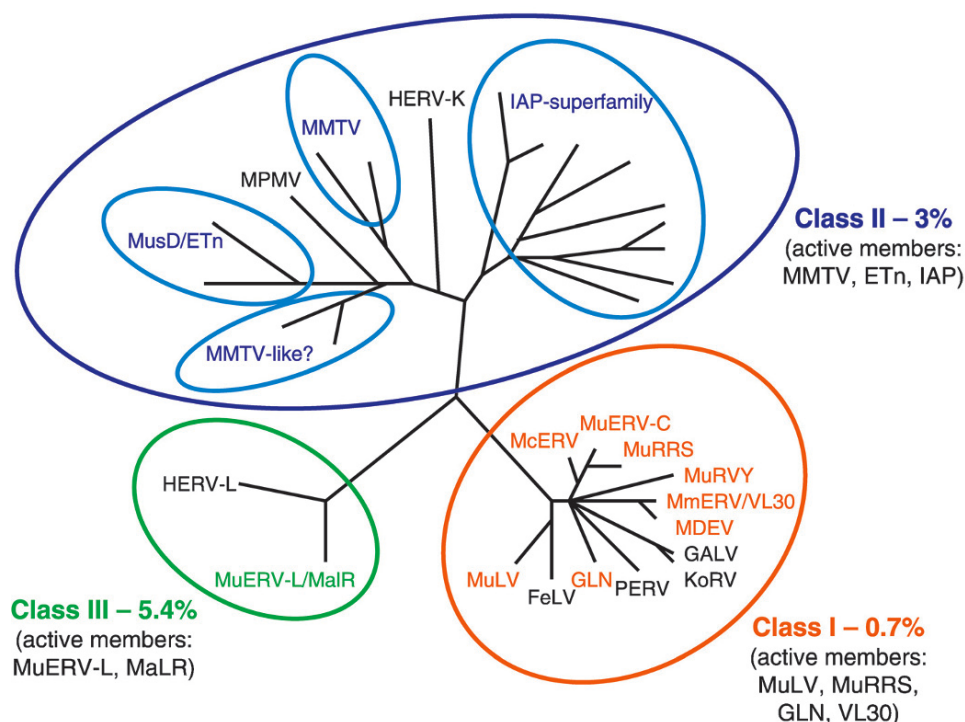 HERV-K
IAP-superfamily
MMTV
MPMV
MusD/ETn
MMTV-like?
Class II – 3%
(active members:
MMTV, ETn, IAP)
HERV-L
MuERV-L/MalR
Class III – 5.4%
(active members:
MuERV-L, MaLR)
MuERV-C
McERV
MuRRS
MuRVY
MmERV/VL30
MDEV
GALV
KoRV
PERV
GLN
FeLV
MuLV
Class I – 0.7%
(active members:
MuLV, MuRRS,
GLN, VL30)